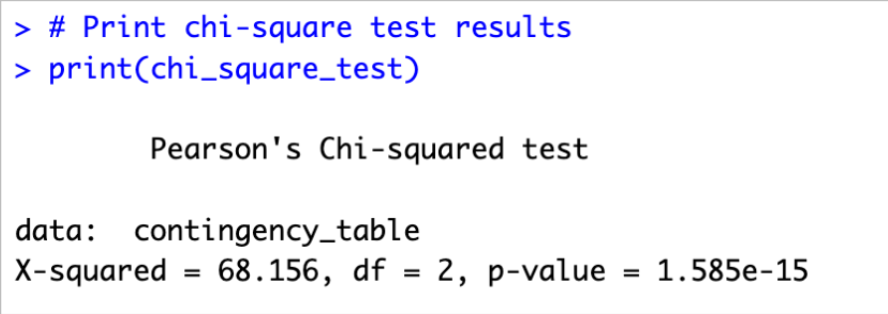 > # Print chi-square test results
> print(chi_square_test)
Pearson's Chi-squared test
data: contingency_table
X-squared = 68.156, df = 2, p-value = 1.585e-15